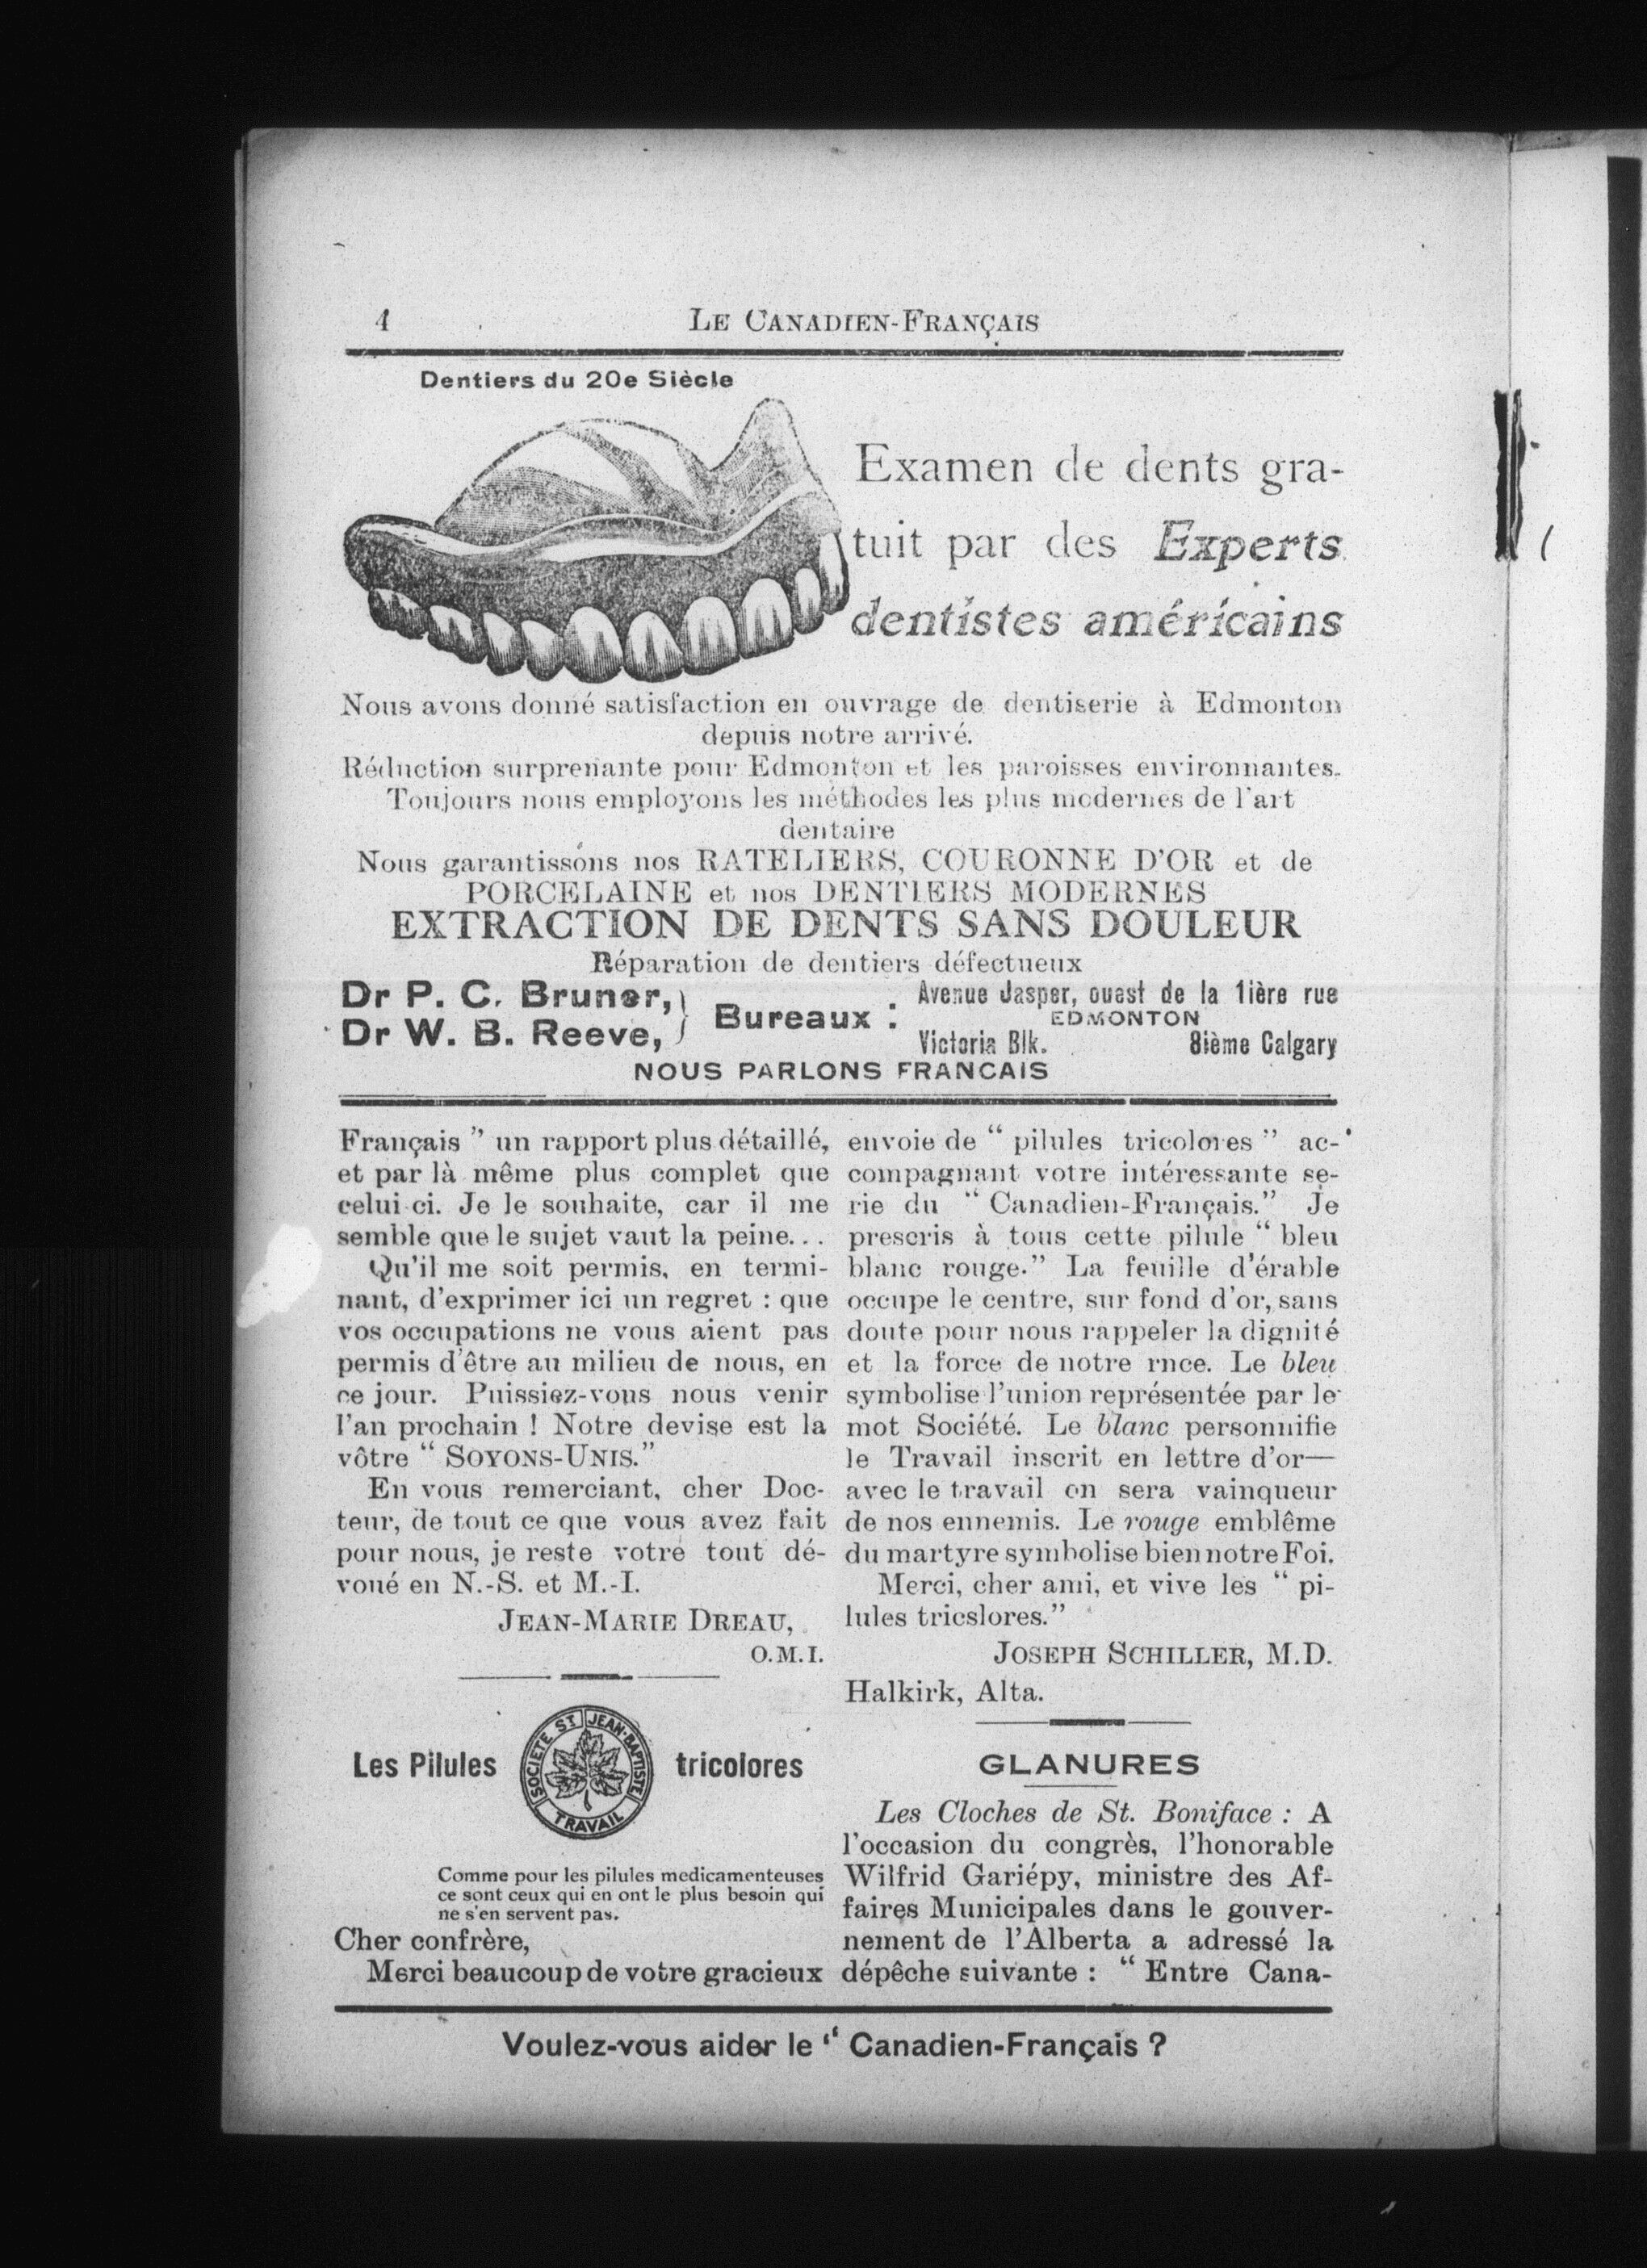 4
LE CANADIEN-FRANÇAIS
Dentiers du 20e Siècle
Examen de dents gra-
tuit par des Experts
dentistes américains
Nous avons donné satisfaction en ouvrage de dentiserie à Edmonton
depuis notre arrivé.
Réduction surprenante pour Edmonton et les paroisses environnantes.
Toujours nous employons les méthodes les plus modernes de l'art
dentaire
Nous garantissons nos RATELIERS, COURONNE D'OR et de
PORCELAINE et nos DENTIERS MODERNES
EXTRACTION DE DENTS SANS DOULEUR
Réparation de dentiers défectueux
Dr P. C. Bruner,
Dr W. B. Reeve,
Bureaux :
Avenue Jasper, ouest de la 1ière rue
EDMONTON
Victoria Blk. 8ième Calgary
NOUS PARLONS FRANCAIS
Français " un rapport plus détaillé,
et par là même plus complet que
celui-ci. Je le souhaite, car il me
semble que le sujet vaut la peine...
Qu'il me soit permis, en termi-
nant, d'exprimer ici un regret : que
vos occupations ne vous aient pas
permis d'être au milieu de nous, en
ce jour. Puissiez-vous nous venir
l'an prochain ! Notre devise est la
vôtre " SOYONS-UNIS."
En vous remerciant, cher Doc-
teur, de tout ce que vous avez fait
pour nous, je reste votre tout dé-
voué en N.-S. et M.-I.
JEAN-MARIE DREAU,
O.M.I.
Les Pilules
SOCIETE ST JEAN-BAPTISTE
TRAVAIL
tricolores
Comme pour les pilules medicamenteuses
ce sont ceux qui en ont le plus besoin qui
ne s'en servent pas.
Cher confrère,
Merci beaucoup de votre gracieux
envoie de " pilules tricolores " ac-
compagnant votre intéressante se-
rie du " Canadien-Français." Je
prescris à tous cette pilule " bleu
blanc rouge." La feuille d'érable
occupe le centre, sur fond d'or, sans
doute pour nous rappeler la dignité
et la force de notre rnce. Le bleu
symbolise l'union représentée par le
mot Société. Le blanc personnifie
le Travail inscrit en lettre d'or—
avec le travail on sera vainqueur
de nos ennemis. Le rouge emblême
du martyre symbolise bien notre Foi.
Merci, cher ami, et vive les " pi-
lules tricslores."
JOSEPH SCHILLER, M.D.
Halkirk, Alta.
GLANURES
Les Cloches de St. Boniface : A
l'occasion du congrès, l'honorable
Wilfrid Gariépy, ministre des Af-
faires Municipales dans le gouver-
nement de l'Alberta a adressé la
dépêche suivante : " Entre Cana-
Voulez-vous aider le " Canadien-Français ?